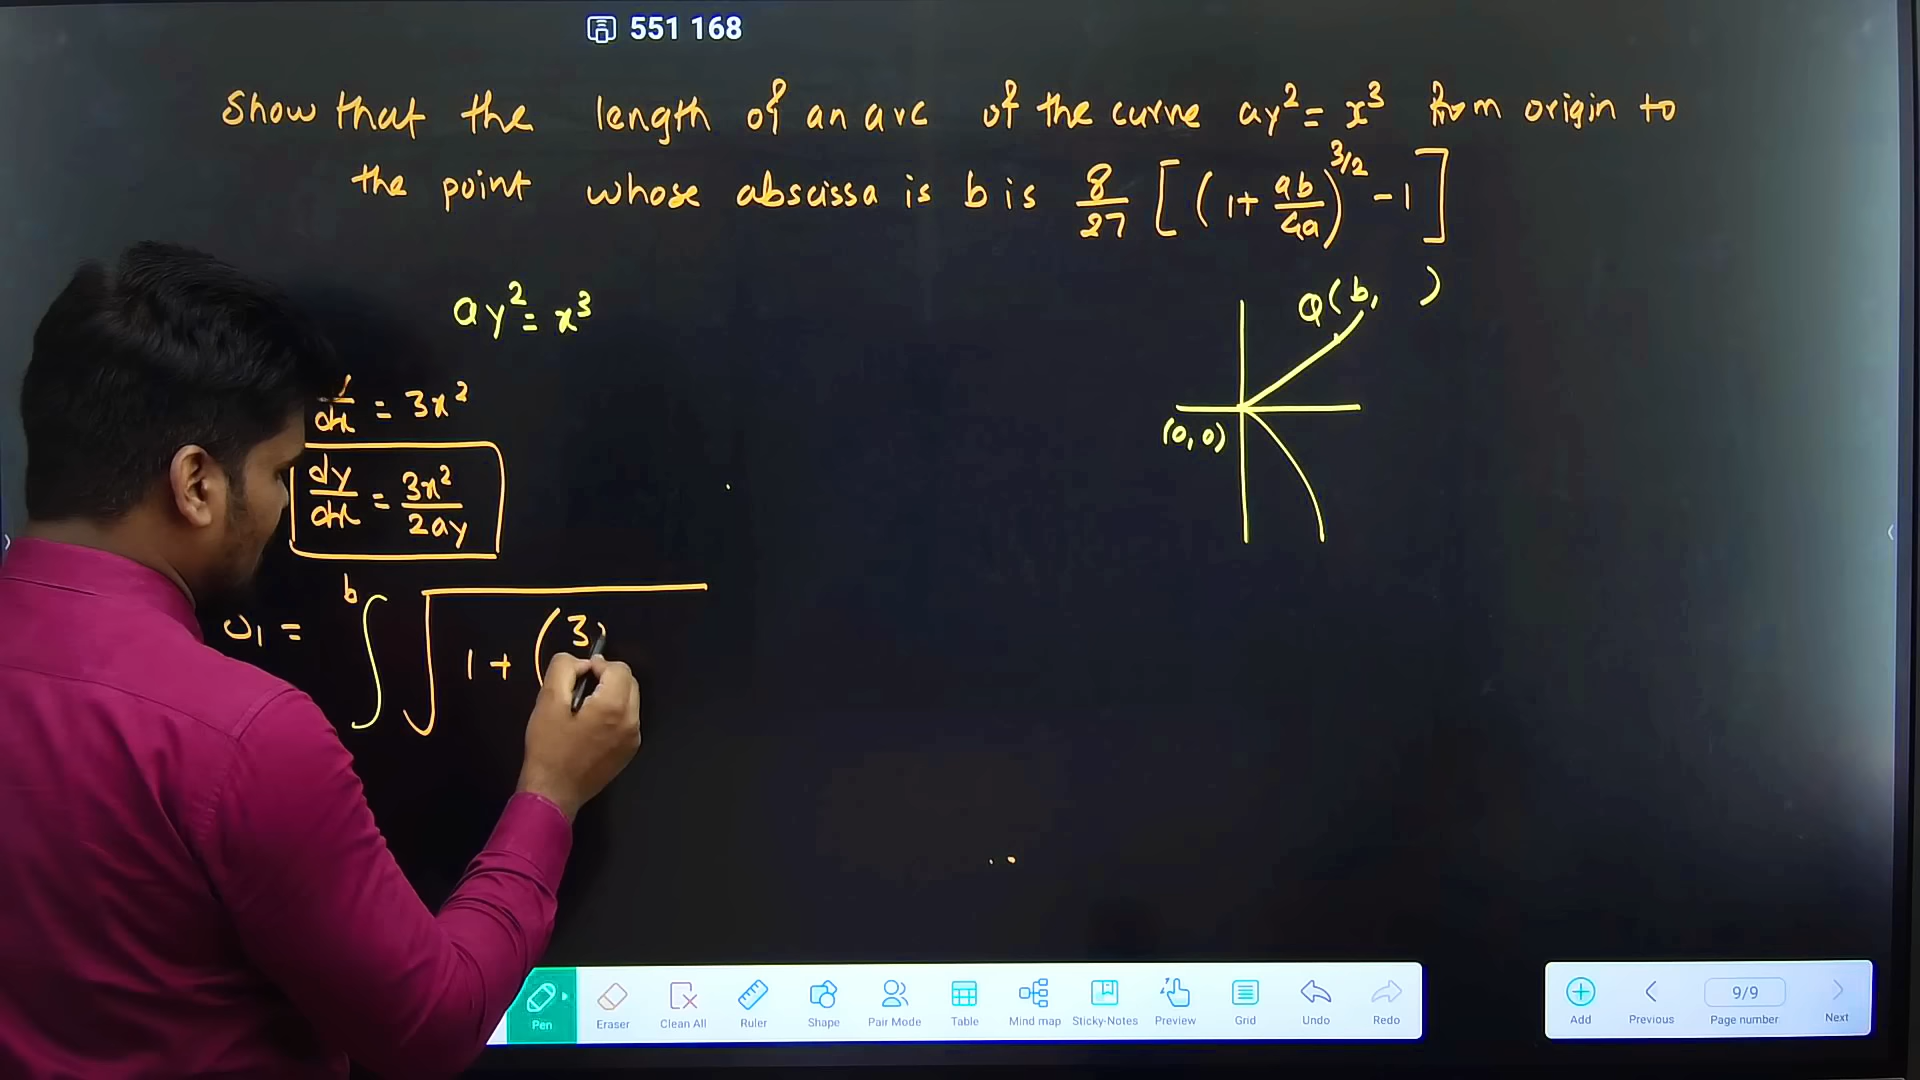 551 168
Show that the length of an arc of the curve ay² = x³ from origin to
the point whose abscissa is b is 8/27 [(1+ 9b/4a)^3/2 - 1]
ay² = x³
Q(b, )
dx = 3x²
(0,0)
dy/dx = 3x²/2ay
b
= ∫ √ 1 + ( 3
Pen
Eraser
Clean All
Ruler
Shape
Pair Mode
Table
Mind map
Sticky-Notes
Preview
Grid
Undo
Redo
Add
Previous
9/9
Page number
Next